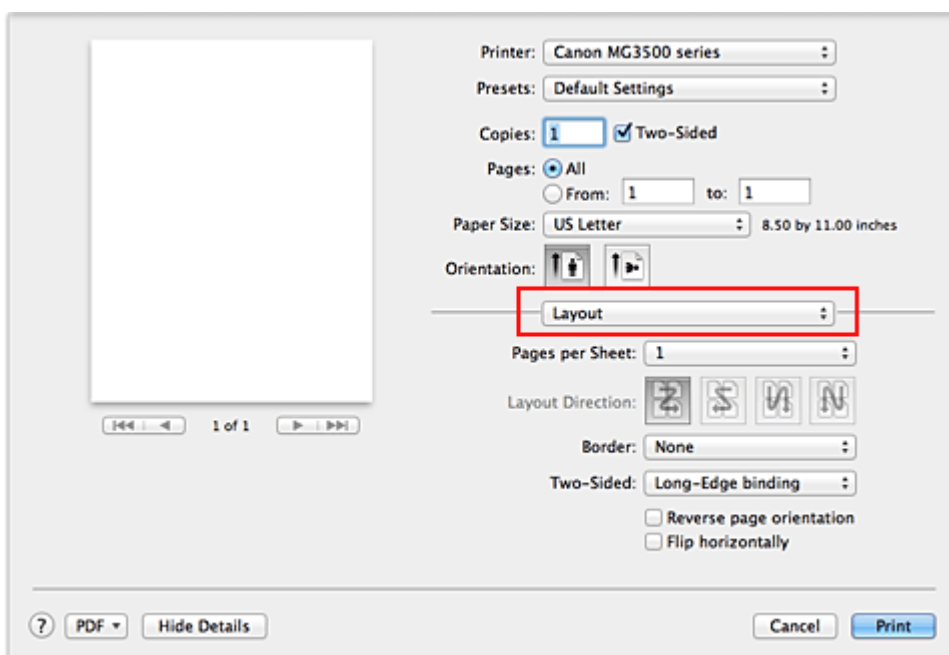 Printer: Canon MG3500 series
Presets: Default Settings
Copies: 1 Two-Sided
Pages: All
From: 1 to: 1
Paper Size: US Letter 8.50 by 11.00 inches
Orientation:
Layout
Pages per Sheet: 1
Layout Direction:
1 of 1
Border: None
Two-Sided: Long-Edge binding
Reverse page orientation
Flip horizontally
? PDF Hide Details Cancel Print